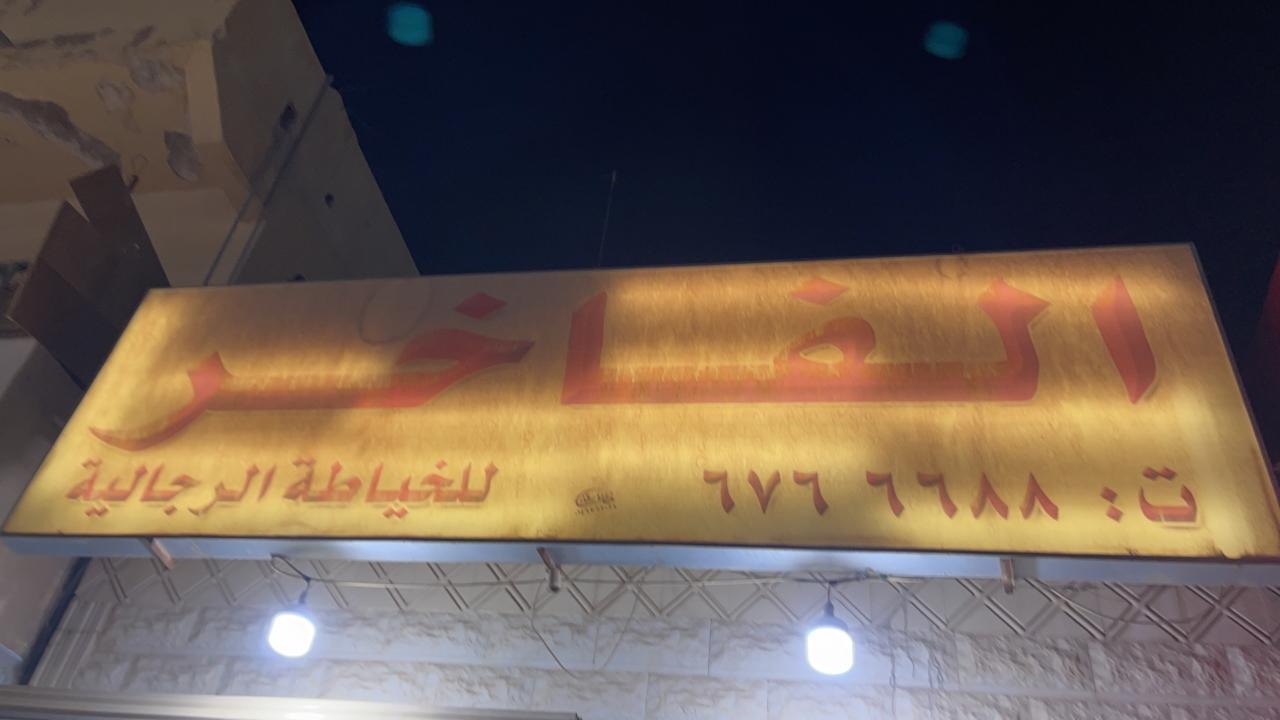 الفاخر
للخياطة الرجالية
ت: ٦٧٦ ٦٦٨٨